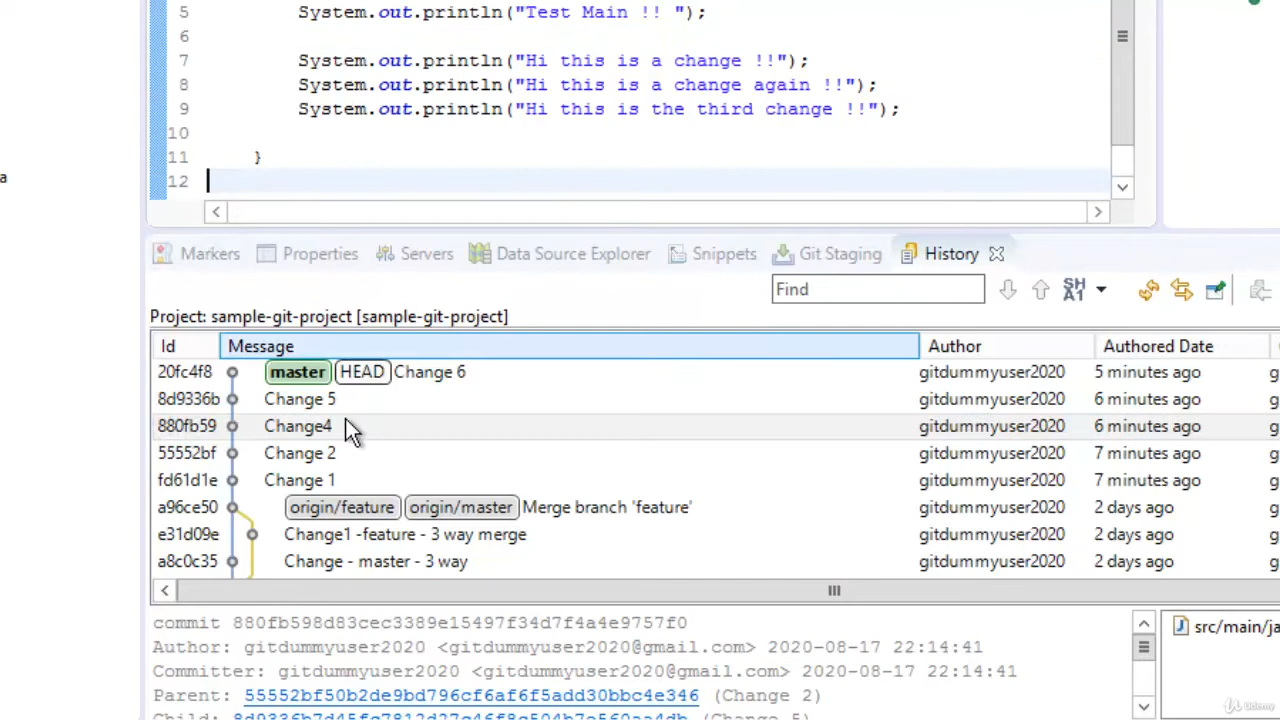 5 System.out.println("Test Main !! ");
6
7 System.out.println("Hi this is a change !!");
8 System.out.println("Hi this is a change again !!");
9 System.out.println("Hi this is the third change !!");
10
11 }
12
a
Markers Properties Servers Data Source Explorer Snippets Git Staging History
Find SHA1
Project: sample-git-project [sample-git-project]
Id Message Author Authored Date
20fc4f8 master HEAD Change 6 gitdummyuser2020 5 minutes ago g
8d9336b Change 5 gitdummyuser2020 6 minutes ago g
880fb59 Change4 gitdummyuser2020 6 minutes ago g
55552bf Change 2 gitdummyuser2020 7 minutes ago g
fd61d1e Change 1 gitdummyuser2020 7 minutes ago g
a96ce50 origin/feature origin/master Merge branch 'feature' gitdummyuser2020 2 days ago g
e31d09e Change1 -feature - 3 way merge gitdummyuser2020 2 days ago g
a8c0c35 Change - master - 3 way gitdummyuser2020 2 days ago g
commit 880fb598d83cec3389e15497f34d7f4a4e9757f0
Author: gitdummyuser2020 <gitdummyuser2020@gmail.com> 2020-08-17 22:14:41
Committer: gitdummyuser2020 <gitdummyuser2020@gmail.com> 2020-08-17 22:14:41
Parent: 55552bf50b2de9bd796cf6af6f5add30bbc4e346 (Change 2)
Child: (Change 5)
src/main/ja
Udemy